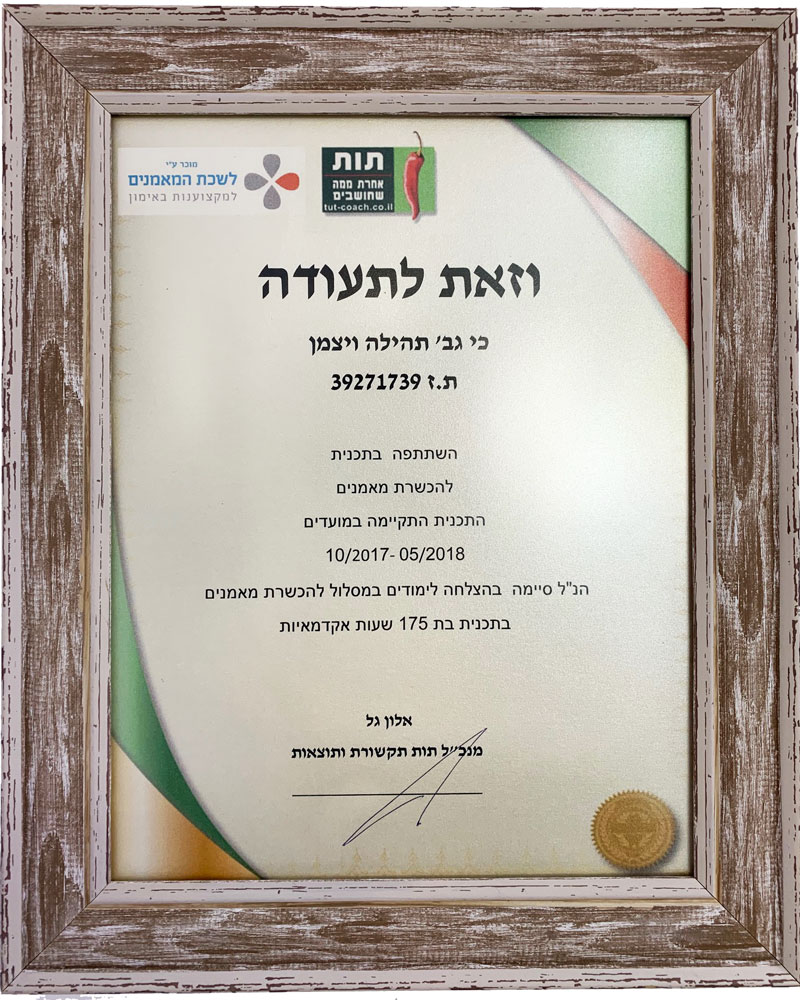 מוכר ע"י
לשכת המאמנים
למקצוענות באימון
תות
אחרת ממה
שחושבים
tut-coach.co.il
וזאת לתעודה
כי גב' תהילה ויצמן
ת.ז 39271739
השתתפה בתכנית
להכשרת מאמנים
התכנית התקיימה במועדים
10/2017- 05/2018
הנ"ל סיימה בהצלחה לימודים במסלול להכשרת מאמנים
בתכנית בת 175 שעות אקדמאיות
אלון גל
מנכ"ל תות תקשורת ותוצאות